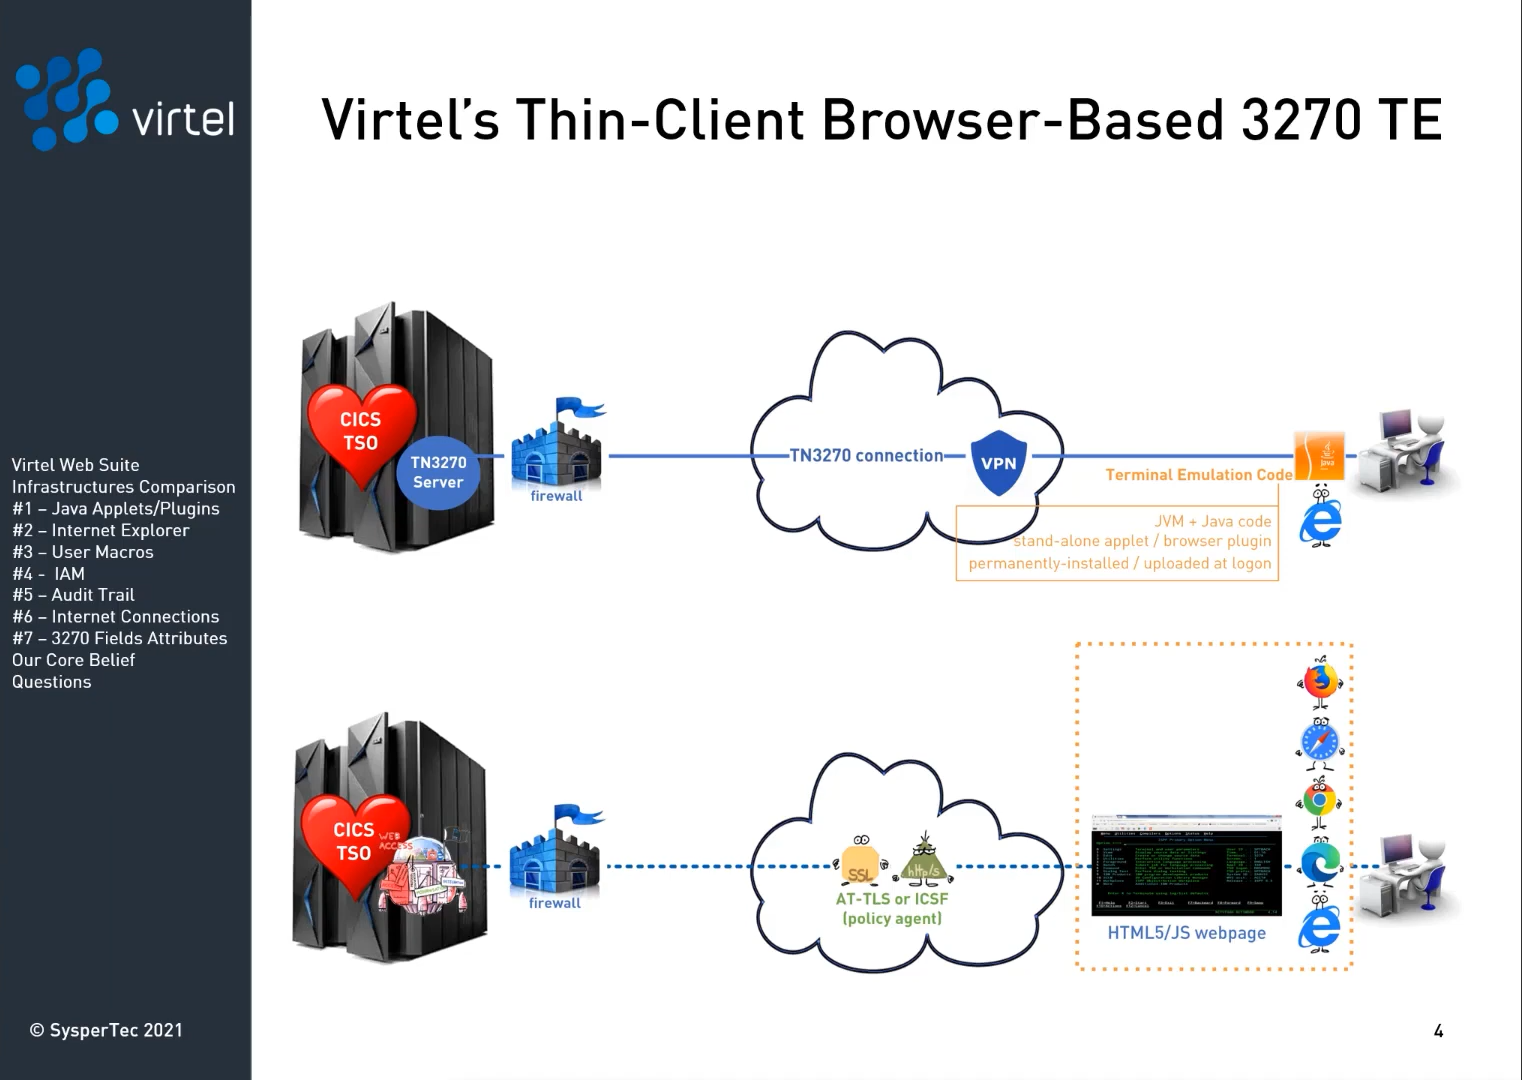 virtel
Virtel's Thin-Client Browser-Based 3270 TE
Virtel Web Suite
Infrastructures Comparison
#1 – Java Applets/Plugins
#2 – Internet Explorer
#3 – User Macros
#4 - IAM
#5 – Audit Trail
#6 – Internet Connections
#7 – 3270 Fields Attributes
Our Core Belief
Questions
CICS
TSO
TN3270
Server
firewall
TN3270 connection
VPN
Terminal Emulation Code
Java
JVM + Java code
stand-alone applet / browser plugin
permanently-installed / uploaded at logon
CICS
TSO
WEB
ACCESS
firewall
SSL
http/s
AT-TLS or ICSF
(policy agent)
HTML5/JS webpage
© SysperTec 2021
4